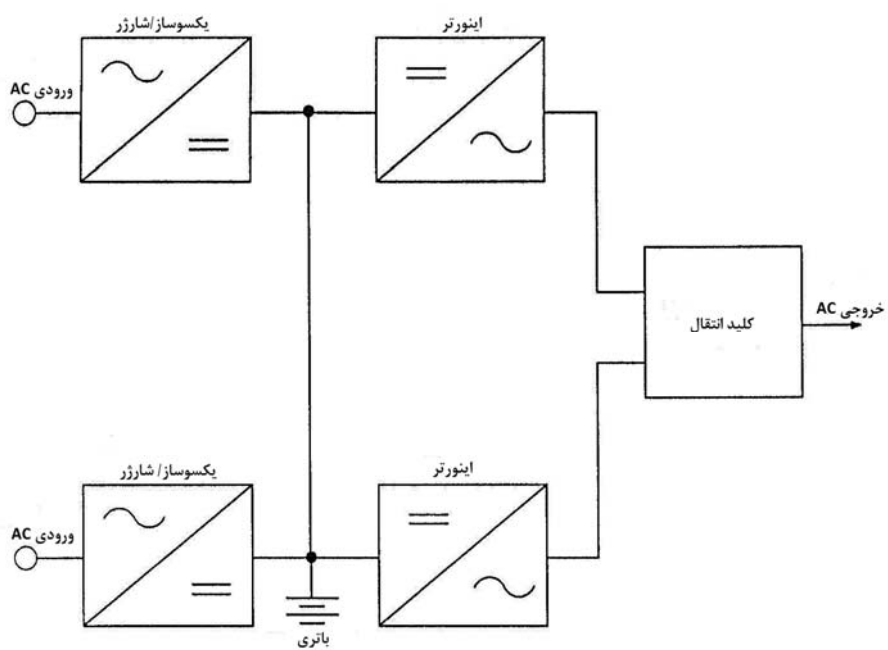 یکسوساز/شارژر
اینورتر
ورودی AC
کلید انتقال
خروجی AC
یکسوساز/ شارژر
اینورتر
ورودی AC
باتری